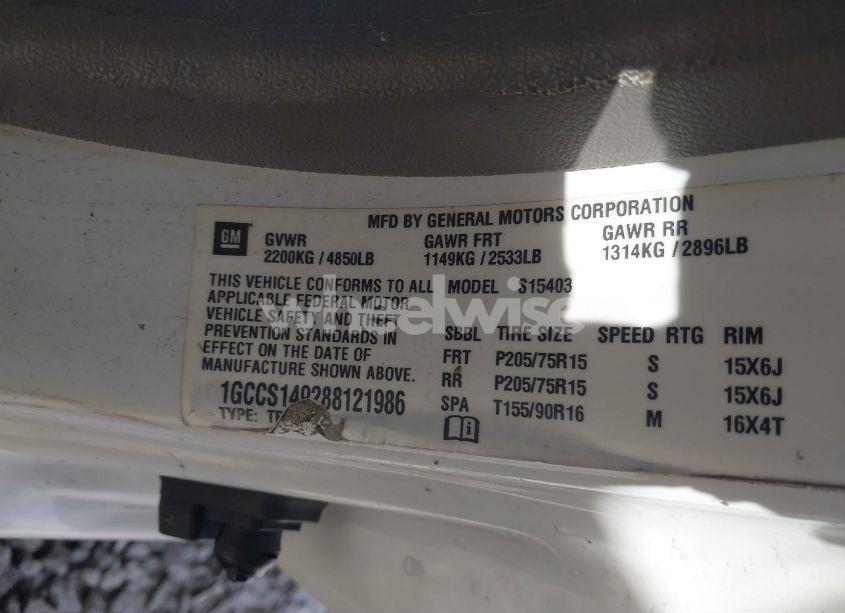 MFD BY GENERAL MOTORS CORPORATION
GM
GVWR GAWR FRT GAWR RR
2200KG / 4850LB 1149KG / 2533LB 1314KG / 2896LB
THIS VEHICLE CONFORMS TO ALL
APPLICABLE FEDERAL MOTOR
VEHICLE SAFETY AND THEFT
PREVENTION STANDARDS IN
EFFECT ON THE DATE OF
MANUFACTURE SHOWN ABOVE.
1GCCS149288121986
TYPE:
MODEL S15403
SBBL TIRE SIZE SPEED RTG RIM
FRT P205/75R15 S 15X6J
RR P205/75R15 S 15X6J
SPA T155/90R16 M 16X4T
wheelwise